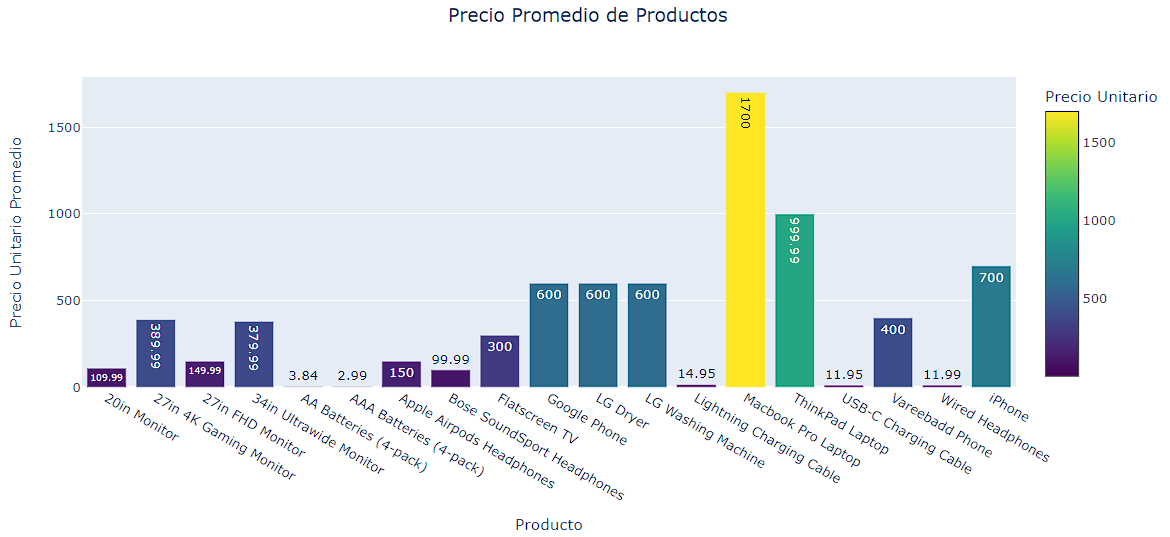 Precio Promedio de Productos
Precio Unitario Promedio
1500
1000
500
0
109.99
389.99
149.99
379.99
3.84
2.99
150
99.99
300
600
600
600
14.95
1700
999.99
11.95
400
11.99
700
20in Monitor
27in 4K Gaming Monitor
27in FHD Monitor
34in Ultrawide Monitor
AA Batteries (4-pack)
AAA Batteries (4-pack)
Apple Airpods Headphones
Bose SoundSport Headphones
Flatscreen TV
Google Phone
LG Dryer
LG Washing Machine
Lightning Charging Cable
Macbook Pro Laptop
ThinkPad Laptop
USB-C Charging Cable
Vareebadd Phone
Wired Headphones
iPhone
Producto
Precio Unitario
1500
1000
500